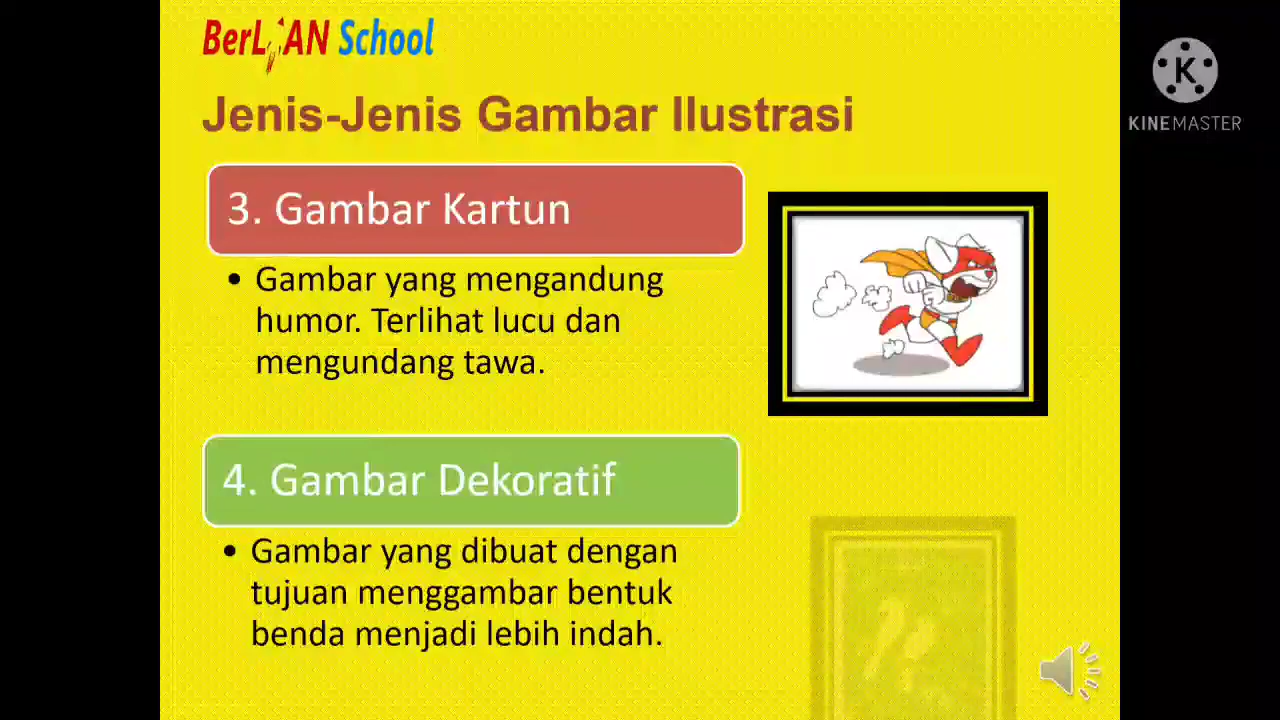 BerLiAN School
Jenis-Jenis Gambar Ilustrasi
3. Gambar Kartun
• Gambar yang mengandung
humor. Terlihat lucu dan
mengundang tawa.
4. Gambar Dekoratif
• Gambar yang dibuat dengan
tujuan menggambar bentuk
benda menjadi lebih indah.
K
KINEMASTER